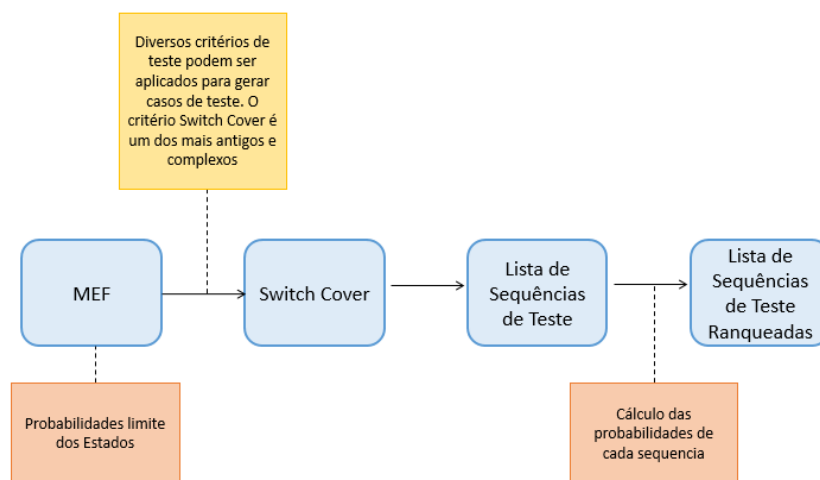 Diversos critérios de
teste podem ser
aplicados para gerar
casos de teste. O
critério Switch Cover é
um dos mais antigos e
complexos
MEF
Switch Cover
Lista de
Sequências
de Teste
Lista de
Sequências
de Teste
Ranqueadas
Probabilidades limite
dos Estados
Cálculo das
probabilidades de
cada sequencia